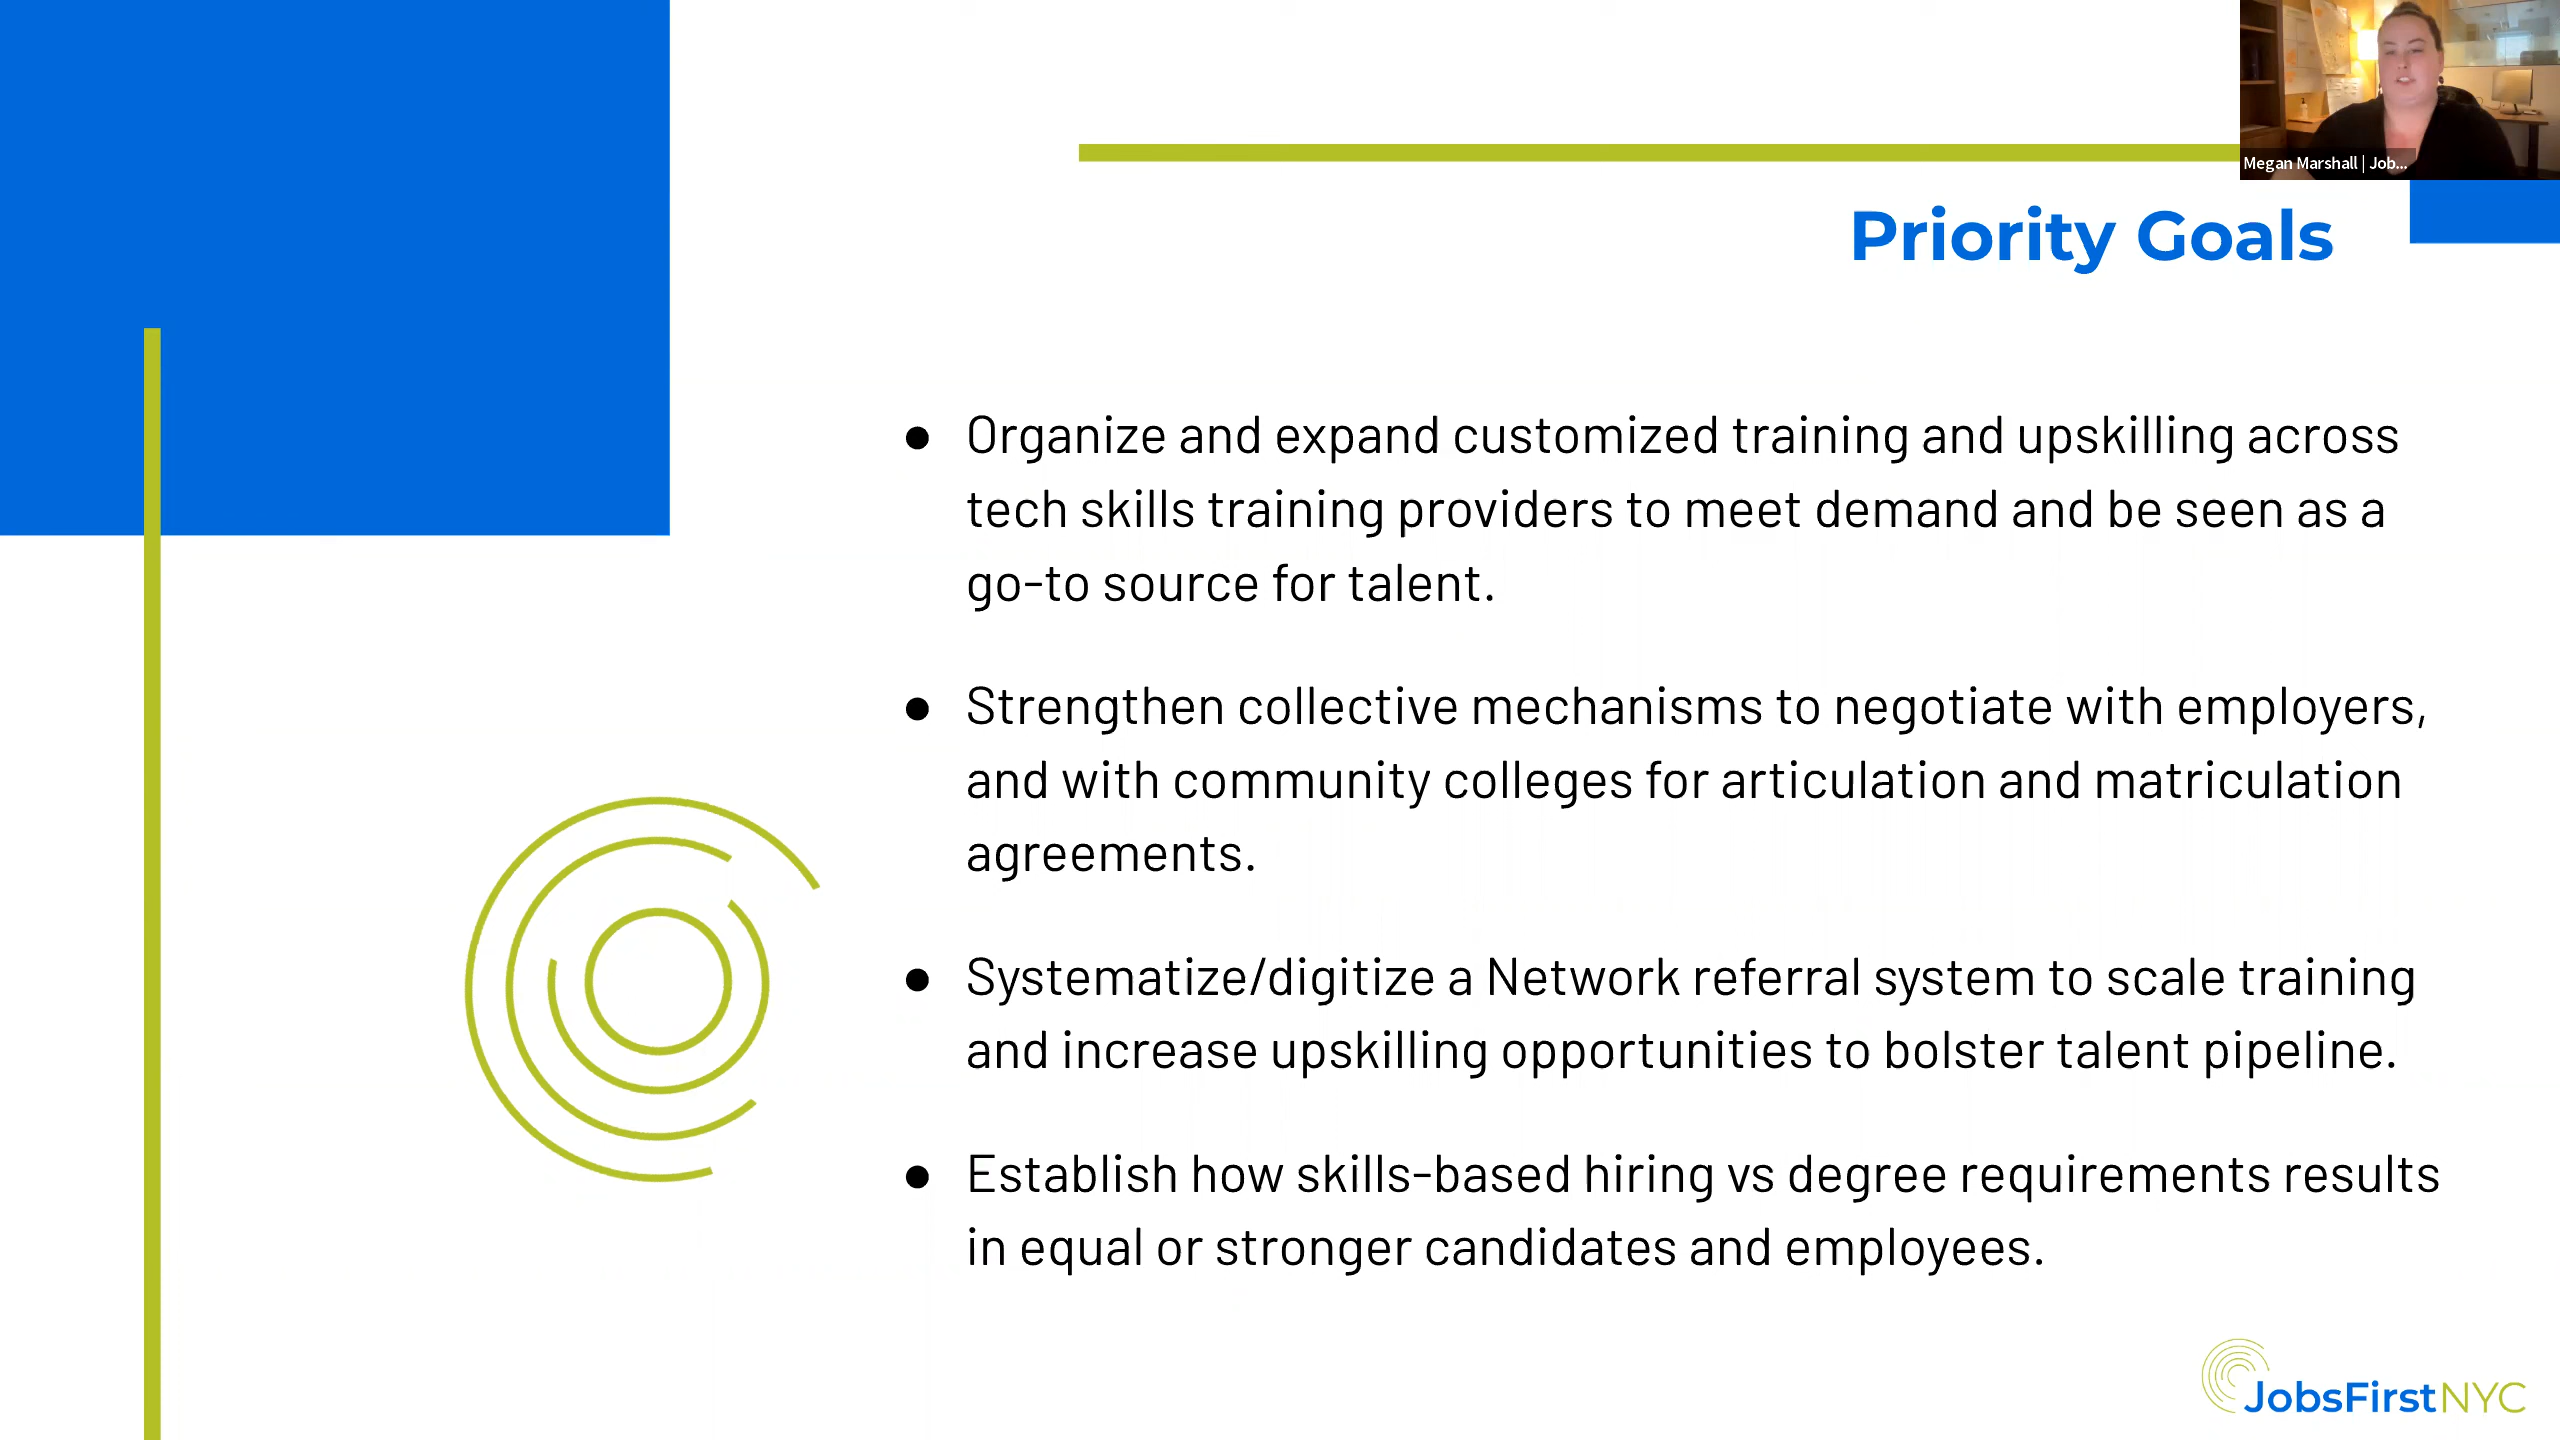 Megan Marshall | Job...
Priority Goals
● Organize and expand customized training and upskilling across
tech skills training providers to meet demand and be seen as a
go-to source for talent.
● Strengthen collective mechanisms to negotiate with employers,
and with community colleges for articulation and matriculation
agreements.
● Systematize/digitize a Network referral system to scale training
and increase upskilling opportunities to bolster talent pipeline.
● Establish how skills-based hiring vs degree requirements results
in equal or stronger candidates and employees.
JobsFirstNYC